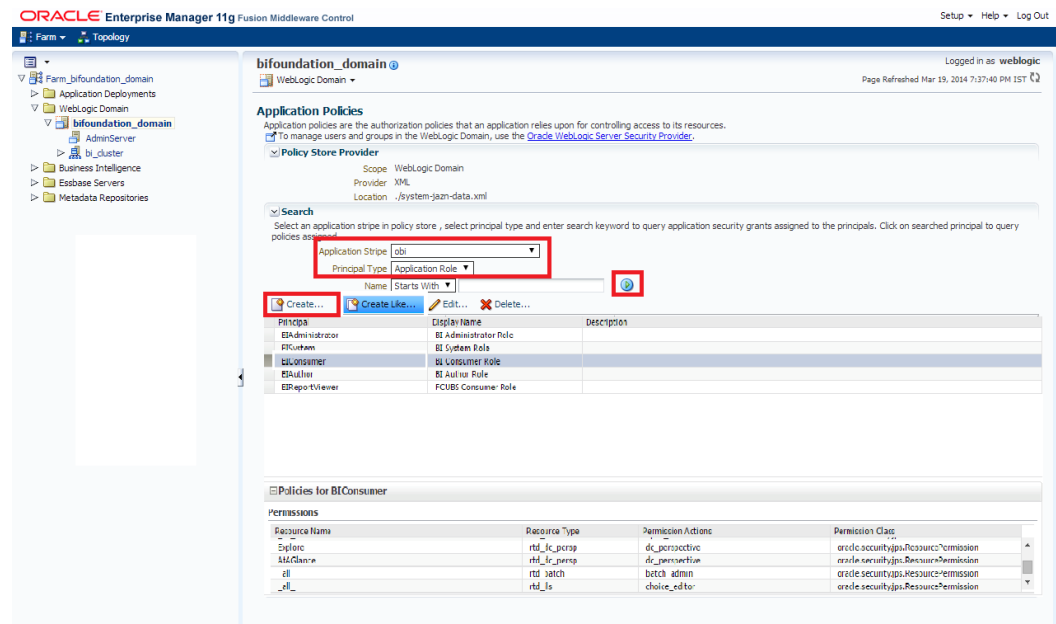 ORACLE Enterprise Manager 11g Fusion Middleware Control
Setup Help Log Out
Farm Topology
Farm_bifoundation_domain
Application Deployments
WebLogic Domain
bifoundation_domain
AdminServer
bi_cluster
Business Intelligence
Essbase Servers
Metadata Repositories
bifoundation_domain
Logged in as weblogic
WebLogic Domain
Page Refreshed Mar 19, 2014 7:37:40 PM IST
Application Policies
Application policies are the authorization policies that an application relies upon for controlling access to its resources.
To manage users and groups in the WebLogic Domain, use the Oracle WebLogic Server Security Provider.
Policy Store Provider
Scope WebLogic Domain
Provider XML
Location ./system-jazn-data.xml
Search
Select an application stripe in policy store , select principal type and enter search keyword to query application security grants assigned to the principals. Click on searched principal to query
policies assigned
Application Stripe obi
Principal Type Application Role
Name Starts With
Create... Create Like... Edit... Delete...
Principal Display Name Description
BIAdministrator BI Administrator Role
BISystem BI System Role
BIConsumer BI Consumer Role
BIAuthor BI Author Role
BIReportViewer FCUBS Consumer Role
Policies for BIConsumer
Permissions
Resource Name Resource Type Permission Actions Permission Class
Explore rtd_dc_persp dc_perspective oracle.security.jps.ResourcePermission
AtAGlance rtd_dc_persp dc_perspective oracle.security.jps.ResourcePermission
_all_ rtd_batch batch_admin oracle.security.jps.ResourcePermission
_all_ rtd_ils choice_editor oracle.security.jps.ResourcePermission